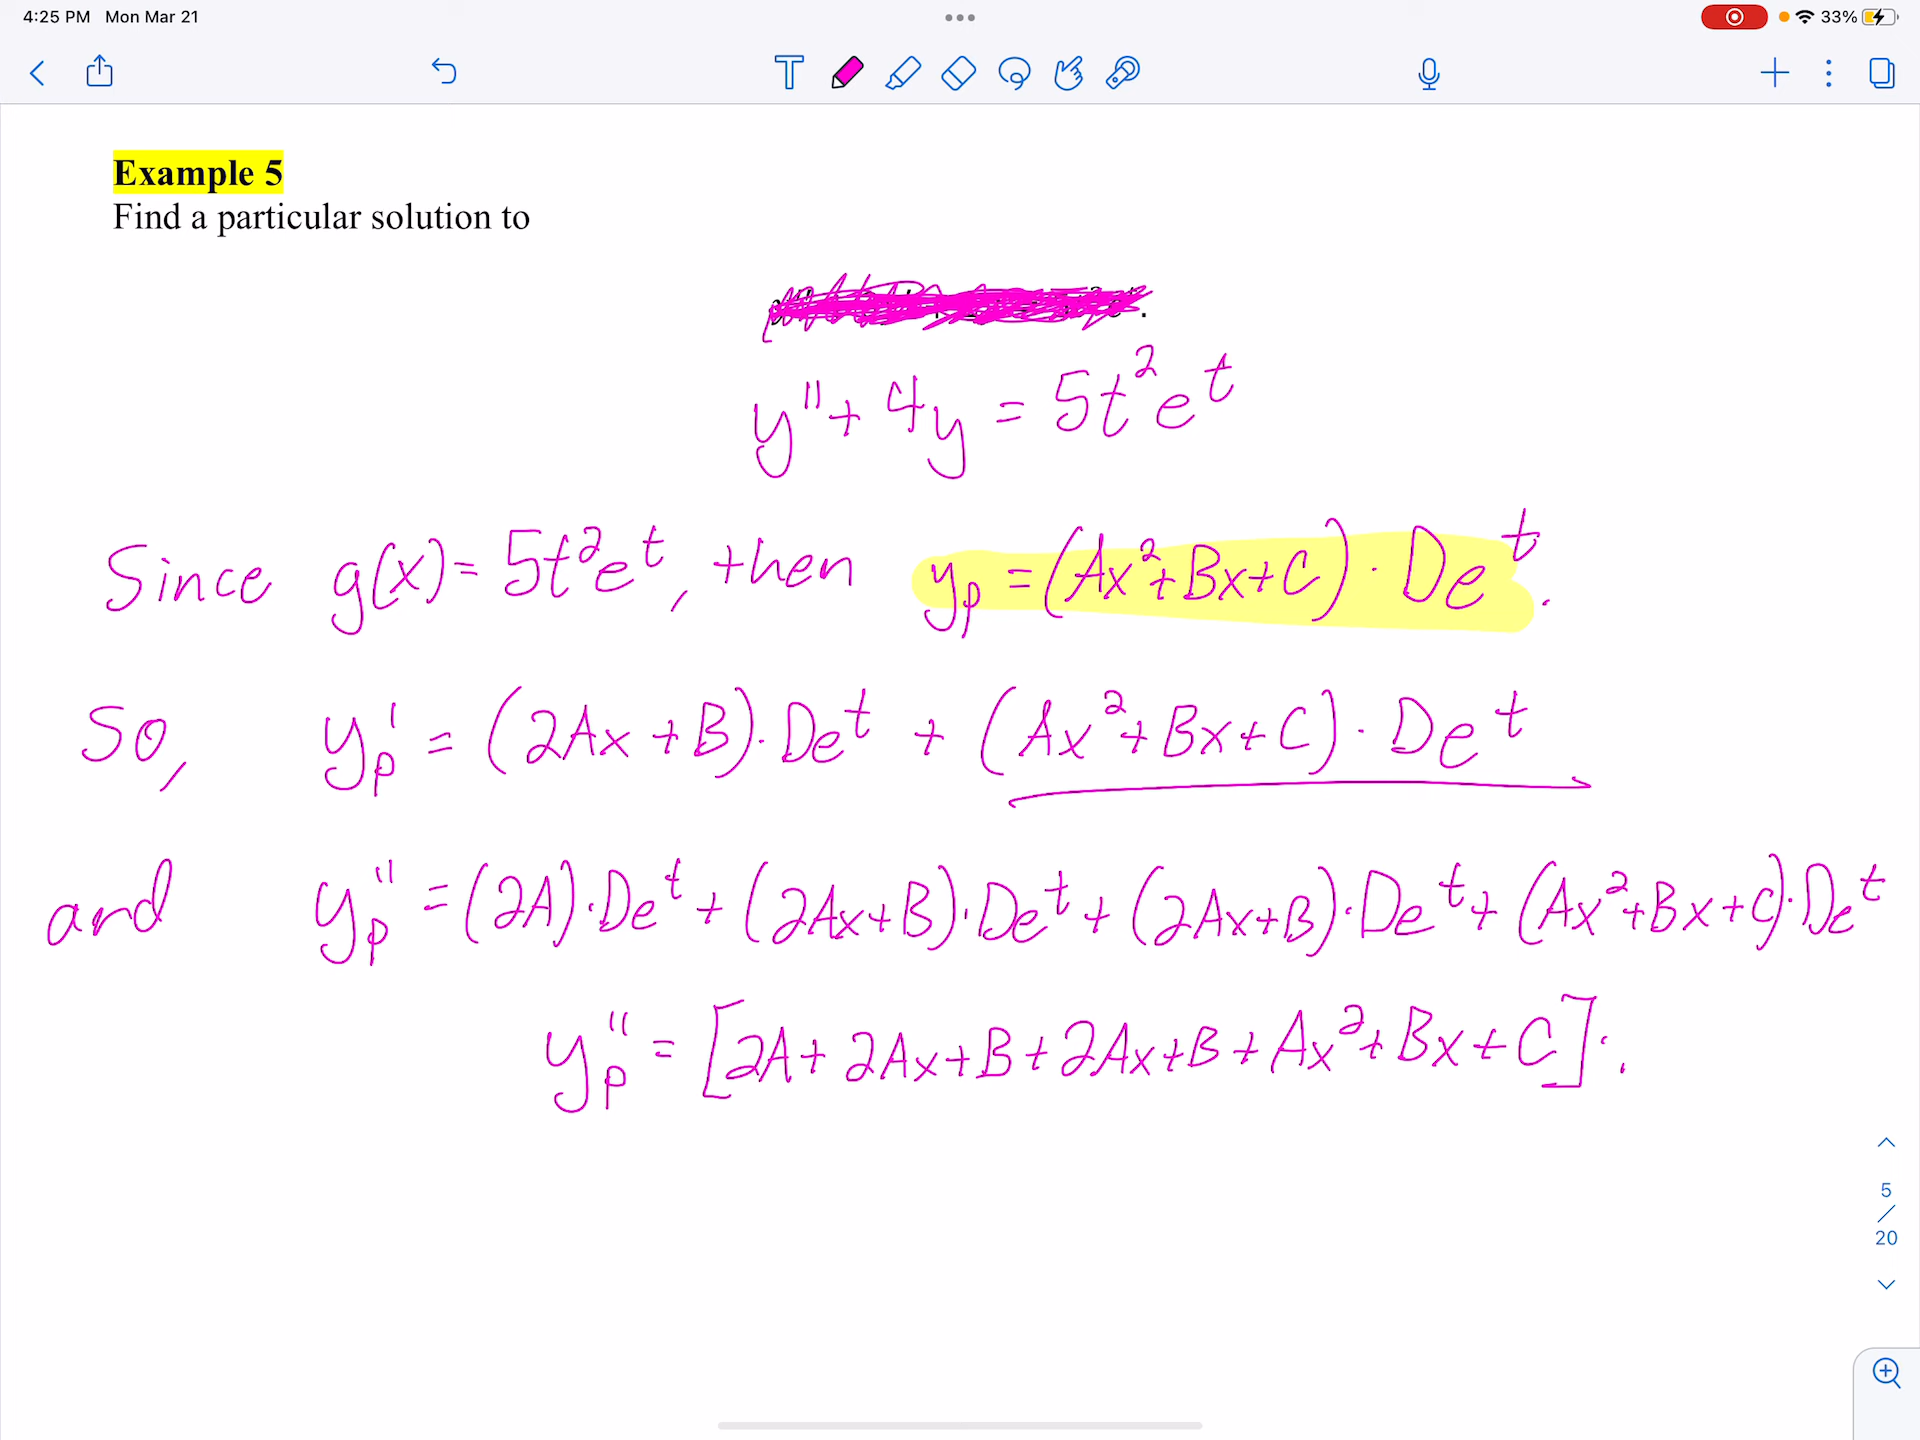 4:25 PM Mon Mar 21
33%
T
Example 5
Find a particular solution to
y" + 4y = 5t²eᵗ
Since g(x) = 5t²eᵗ, then yₚ = (Ax² + Bx + C) · Deᵗ.
So, yₚ' = (2Ax + B) · Deᵗ + (Ax² + Bx + C) · Deᵗ
and yₚ" = (2A) · Deᵗ + (2Ax + B) · Deᵗ + (2Ax + B) · Deᵗ + (Ax² + Bx + C) · Deᵗ
yₚ" = [2A + 2Ax + B + 2Ax + B + Ax² + Bx + C] ·
5
/
20